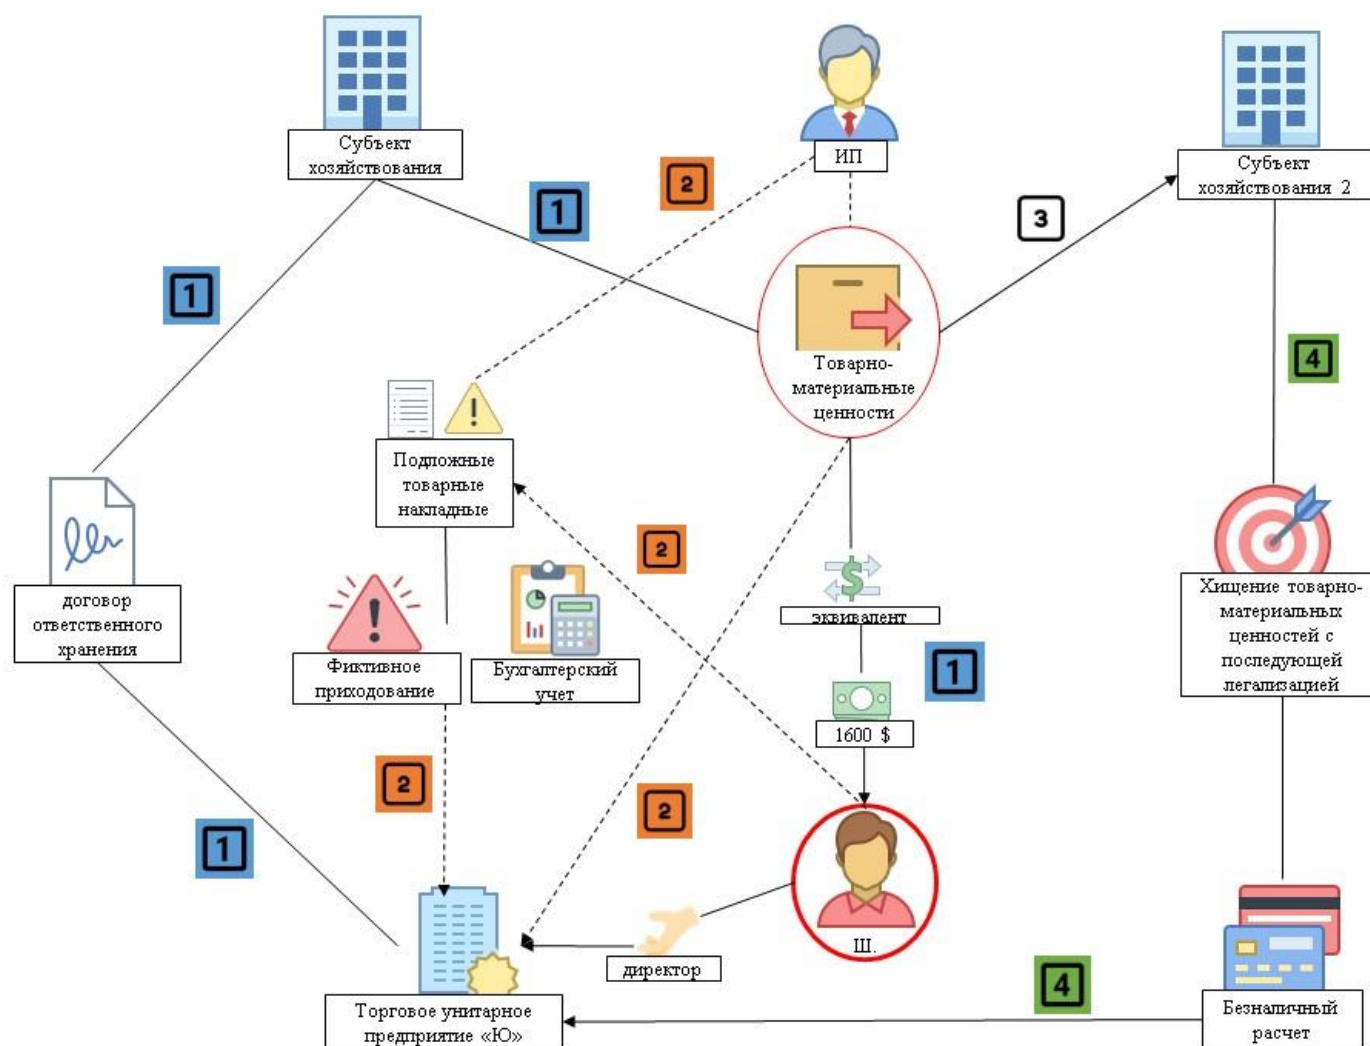 Субъект
хозяйствования
ИП
Субъект
хозяйствования 2
2
1
3
1
4
Товарно-
материальные
ценности
Подложные
товарные
накладные
2
договор
ответственного
хранения
Фиктивное
приходование
Бухгалтерский
учет
эквивалент
1
1600 $
Хищение товарно-
материальных
ценностей с
последующей
легализацией
2
2
1
Ш.
директор
4
Торговое унитарное
предприятие «Ю»
Безналичный
расчет